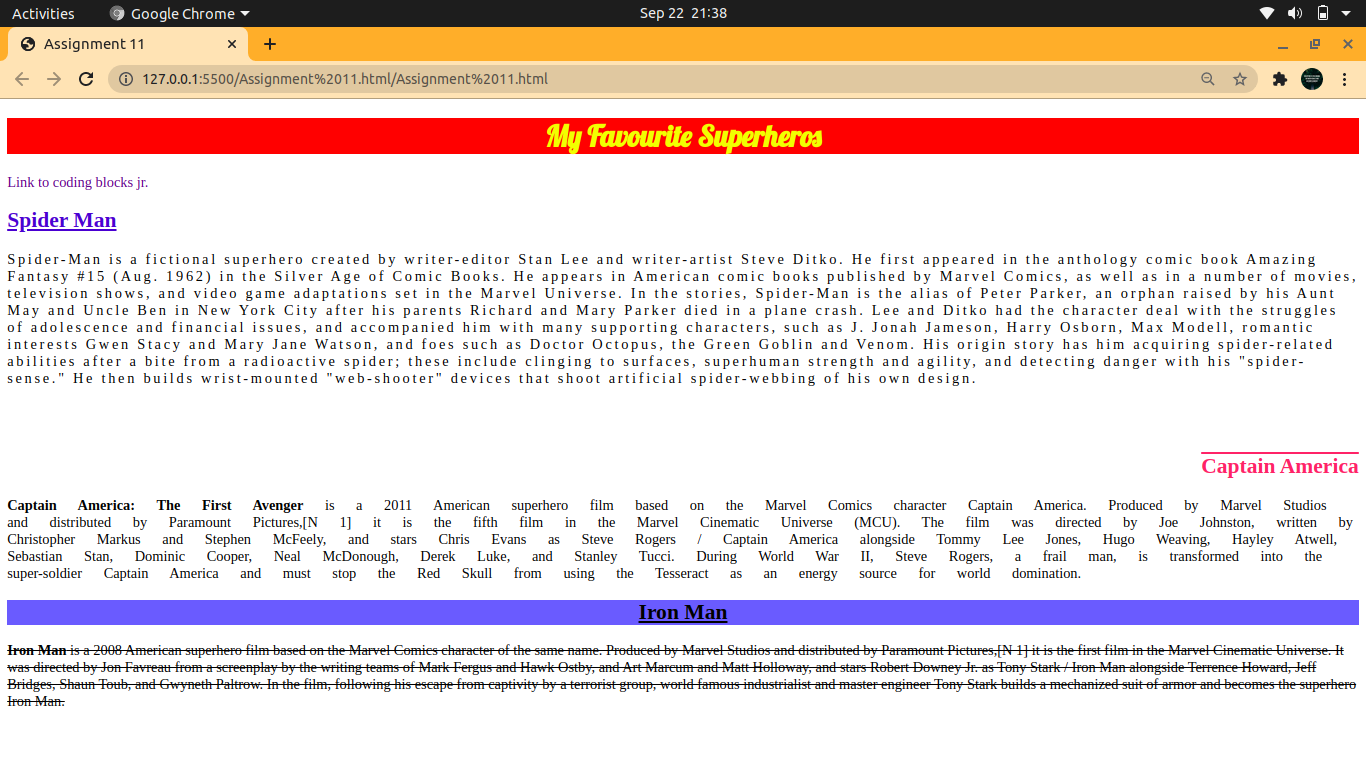 Activities Google Chrome Sep 22 21:38
Assignment 11
127.0.0.1:5500/Assignment%2011.html/Assignment%2011.html
My Favourite Superheros
Link to coding blocks jr.
Spider Man
Spider-Man is a fictional superhero created by writer-editor Stan Lee and writer-artist Steve Ditko. He first appeared in the anthology comic book Amazing
Fantasy #15 (Aug. 1962) in the Silver Age of Comic Books. He appears in American comic books published by Marvel Comics, as well as in a number of movies,
television shows, and video game adaptations set in the Marvel Universe. In the stories, Spider-Man is the alias of Peter Parker, an orphan raised by his Aunt
May and Uncle Ben in New York City after his parents Richard and Mary Parker died in a plane crash. Lee and Ditko had the character deal with the struggles
of adolescence and financial issues, and accompanied him with many supporting characters, such as J. Jonah Jameson, Harry Osborn, Max Modell, romantic
interests Gwen Stacy and Mary Jane Watson, and foes such as Doctor Octopus, the Green Goblin and Venom. His origin story has him acquiring spider-related
abilities after a bite from a radioactive spider; these include clinging to surfaces, superhuman strength and agility, and detecting danger with his "spider-
sense." He then builds wrist-mounted "web-shooter" devices that shoot artificial spider-webbing of his own design.
Captain America
Captain America: The First Avenger is a 2011 American superhero film based on the Marvel Comics character Captain America. Produced by Marvel Studios
and distributed by Paramount Pictures,[N 1] it is the fifth film in the Marvel Cinematic Universe (MCU). The film was directed by Joe Johnston, written by
Christopher Markus and Stephen McFeely, and stars Chris Evans as Steve Rogers / Captain America alongside Tommy Lee Jones, Hugo Weaving, Hayley Atwell,
Sebastian Stan, Dominic Cooper, Neal McDonough, Derek Luke, and Stanley Tucci. During World War II, Steve Rogers, a frail man, is transformed into the
super-soldier Captain America and must stop the Red Skull from using the Tesseract as an energy source for world domination.
Iron Man
Iron Man is a 2008 American superhero film based on the Marvel Comics character of the same name. Produced by Marvel Studios and distributed by Paramount Pictures,[N 1] it is the first film in the Marvel Cinematic Universe. It
was directed by Jon Favreau from a screenplay by the writing teams of Mark Fergus and Hawk Ostby, and Art Marcum and Matt Holloway, and stars Robert Downey Jr. as Tony Stark / Iron Man alongside Terrence Howard, Jeff
Bridges, Shaun Toub, and Gwyneth Paltrow. In the film, following his escape from captivity by a terrorist group, world famous industrialist and master engineer Tony Stark builds a mechanized suit of armor and becomes the superhero
Iron Man.